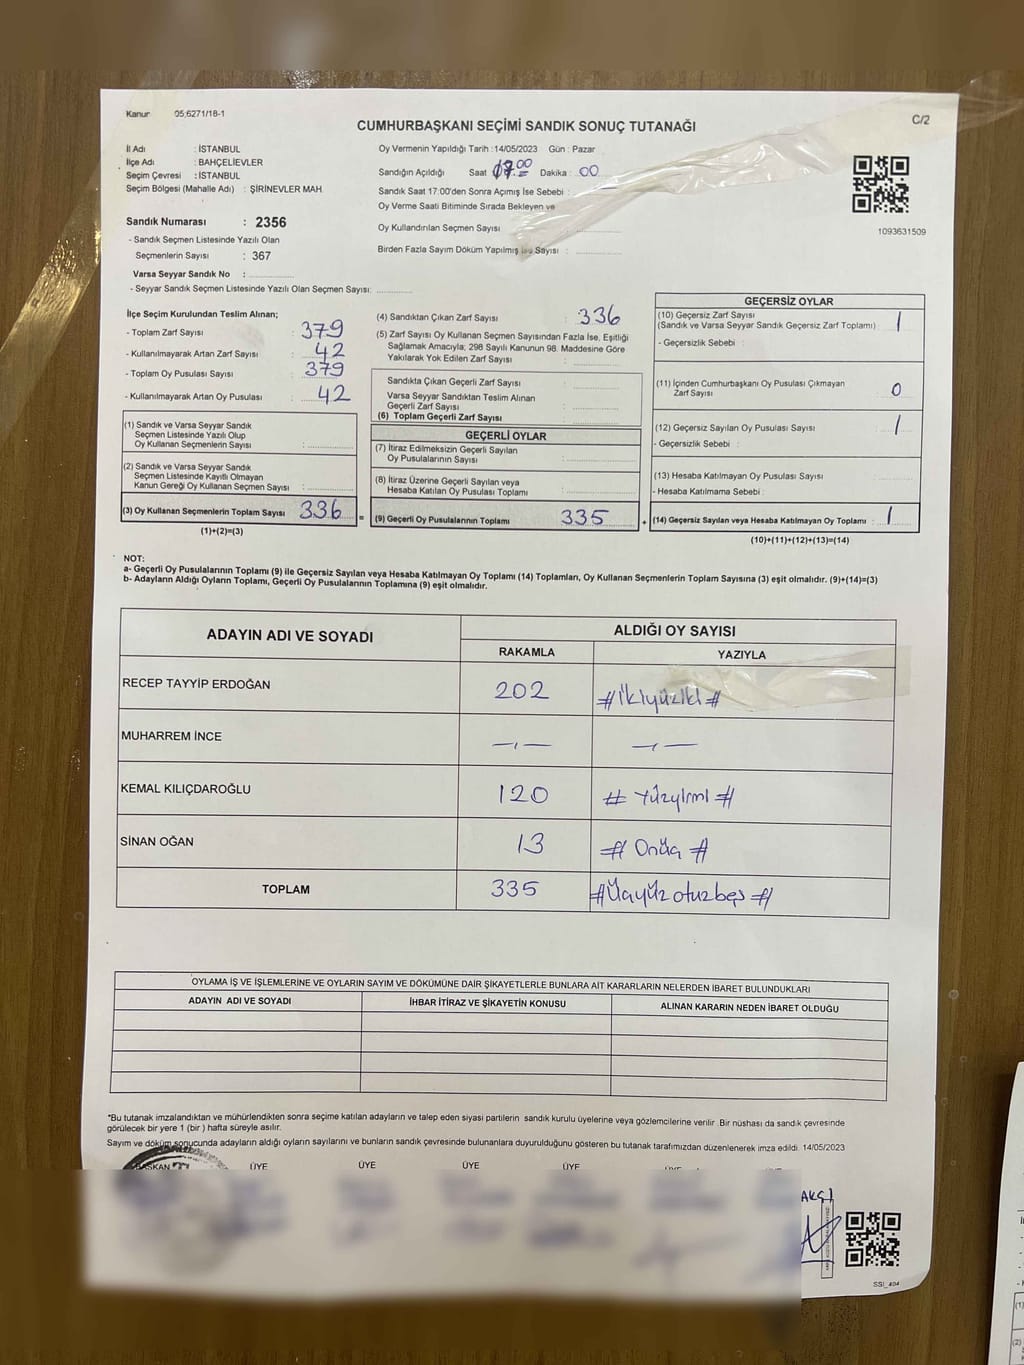 Kanun 05.6271/18-1
C/2
CUMHURBAŞKANI SEÇİMİ SANDIK SONUÇ TUTANAĞI
İl Adı : İSTANBUL
İlçe Adı : BAHÇELİEVLER
Seçim Çevresi : İSTANBUL
Seçim Bölgesi (Mahalle Adı) : ŞİRİNEVLER MAH.
Sandık Numarası : 2356
- Sandık Seçmen Listesinde Yazılı Olan
Seçmenlerin Sayısı : 367
Varsa Seyyar Sandık No :
- Seyyar Sandık Seçmen Listesinde Yazılı Olan Seçmen Sayısı:
Oy Vermenin Yapıldığı Tarih :14/05/2023 Gün : Pazar
Sandığın Açıldığı Saat 17.00 Dakika : 00
Sandık Saat 17:00'den Sonra Açımış İse Sebebi :
Oy Verme Saati Bitiminde Sırada Bekleyen ve
Oy Kullandırılan Seçmen Sayısı
Birden Fazla Sayım Döküm Yapılmış ise Sayısı :
1093631509
İlçe Seçim Kurulundan Teslim Alınan;
- Toplam Zarf Sayısı : 379
- Kullanılmayarak Artan Zarf Sayısı : 42
- Toplam Oy Pusulası Sayısı : 379
- Kullanılmayarak Artan Oy Pusulası : 42
(1) Sandık ve Varsa Seyyar Sandık
Seçmen Listesinde Yazılı Olup
Oy Kullanan Seçmenlerin Sayısı :
(2) Sandık ve Varsa Seyyar Sandık
Seçmen Listesinde Kayıtlı Olmayan
Kanun Gereği Oy Kullanan Seçmen Sayısı :
(3) Oy Kullanan Seçmenlerin Toplam Sayısı 336
(1)+(2)=(3)
(4) Sandıktan Çıkan Zarf Sayısı : 336
(5) Zarf Sayısı Oy Kullanan Seçmen Sayısından Fazla İse, Eşitliği
Sağlamak Amacıyla; 298 Sayılı Kanunun 98. Maddesine Göre
Yakılarak Yok Edilen Zarf Sayısı :
Sandıkta Çıkan Geçerli Zarf Sayısı :
Varsa Seyyar Sandıktan Teslim Alınan
Geçerli Zarf Sayısı :
(6) Toplam Geçerli Zarf Sayısı :
GEÇERLİ OYLAR
(7) İtiraz Edilmeksizin Geçerli Sayılan
Oy Pusulalarının Sayısı :
(8) İtiraz Üzerine Geçerli Sayılan veya
Hesaba Katılan Oy Pusulası Toplamı :
= (9) Geçerli Oy Pusulalarının Toplamı 335
GEÇERSİZ OYLAR
(10) Geçersiz Zarf Sayısı
(Sandık ve Varsa Seyyar Sandık Geçersiz Zarf Toplamı) : 1
- Geçersizlik Sebebi :
(11) İçinden Cumhurbaşkanı Oy Pusulası Çıkmayan
Zarf Sayısı : 0
(12) Geçersiz Sayılan Oy Pusulası Sayısı : 1
- Geçersizlik Sebebi :
(13) Hesaba Katılmayan Oy Pusulası Sayısı :
- Hesaba Katılmama Sebebi :
+ (14) Geçersiz Sayılan veya Hesaba Katılmayan Oy Toplamı : 1
(10)+(11)+(12)+(13)=(14)
NOT:
a- Geçerli Oy Pusulalarının Toplamı (9) ile Geçersiz Sayılan veya Hesaba Katılmayan Oy Toplamı (14) Toplamları, Oy Kullanan Seçmenlerin Toplam Sayısına (3) eşit olmalıdır. (9)+(14)=(3)
b- Adayların Aldığı Oyların Toplamı, Geçerli Oy Pusulalarının Toplamına (9) eşit olmalıdır.
ADAYIN ADI VE SOYADI ALDIĞI OY SAYISI
RAKAMLA YAZIYLA
RECEP TAYYİP ERDOĞAN 202 #İkiyüziki#
MUHARREM İNCE —ı— —ı—
KEMAL KILIÇDAROĞLU 120 # Yüzyirmi #
SİNAN OĞAN 13 # Onüç #
TOPLAM 335 #Üçyüz otuzbeş #
OYLAMA İŞ VE İŞLEMLERİNE VE OYLARIN SAYIM VE DÖKÜMÜNE DAİR ŞİKAYETLERLE BUNLARA AİT KARARLARIN NELERDEN İBARET BULUNDUKLARI
ADAYIN ADI VE SOYADI İHBAR İTİRAZ VE ŞİKAYETİN KONUSU ALINAN KARARIN NEDEN İBARET OLDUĞU
*Bu tutanak imzalandıktan ve mühürlendikten sonra seçime katılan adayların ve talep eden siyasi partilerin sandık kurulu üyelerine veya gözlemcilerine verilir .Bir nüshası da sandık çevresinde
görülecek bir yere 1 (bir ) hafta süreyle asılır.
Sayım ve döküm sonucunda adayların aldığı oyların sayılarını ve bunların sandık çevresinde bulunanlara duyurulduğunu gösteren bu tutanak tarafımızdan düzenlenerek imza edildi. 14/05/2023
BAŞKAN ÜYE ÜYE ÜYE ÜYE ÜYE ÜYE
SSI_404